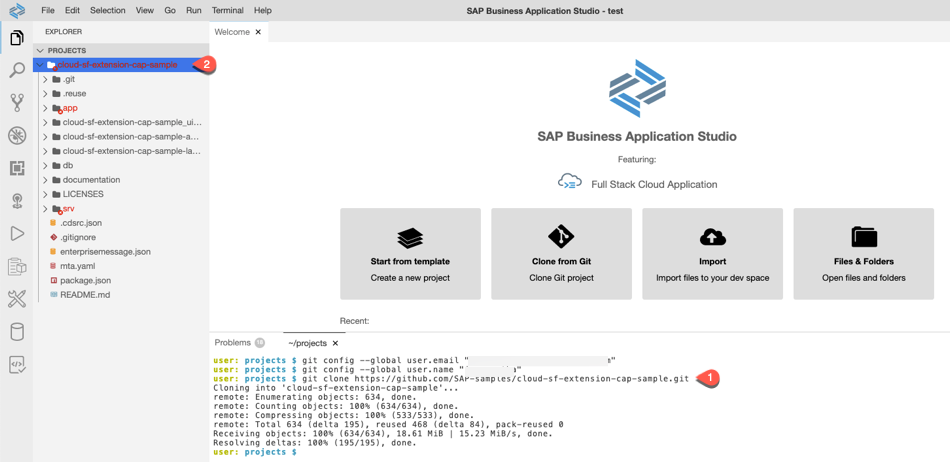 File Edit Selection View Go Run Terminal Help
SAP Business Application Studio - test
EXPLORER
PROJECTS
cloud-sf-extension-cap-sample
2
.git
.reuse
app
cloud-sf-extension-cap-sample_ui...
cloud-sf-extension-cap-sample-a...
cloud-sf-extension-cap-sample-la...
db
documentation
LICENSES
srv
.cdsrc.json
.gitignore
enterprisemessage.json
mta.yaml
package.json
README.md
Welcome
SAP Business Application Studio
Featuring:
Full Stack Cloud Application
Start from template
Create a new project
Clone from Git
Clone Git project
Import
Import files to your dev space
Files & Folders
Open files and folders
Recent:
Problems 16
~/projects
user: projects $ git config --global user.email "
user: projects $ git config --global user.name "
user: projects $ git clone https://github.com/SAP-samples/cloud-sf-extension-cap-sample.git
1
Cloning into 'cloud-sf-extension-cap-sample'...
remote: Enumerating objects: 634, done.
remote: Counting objects: 100% (634/634), done.
remote: Compressing objects: 100% (533/533), done.
remote: Total 634 (delta 195), reused 468 (delta 84), pack-reused 0
Receiving objects: 100% (634/634), 18.61 MiB | 15.23 MiB/s, done.
Resolving deltas: 100% (195/195), done.
user: projects $